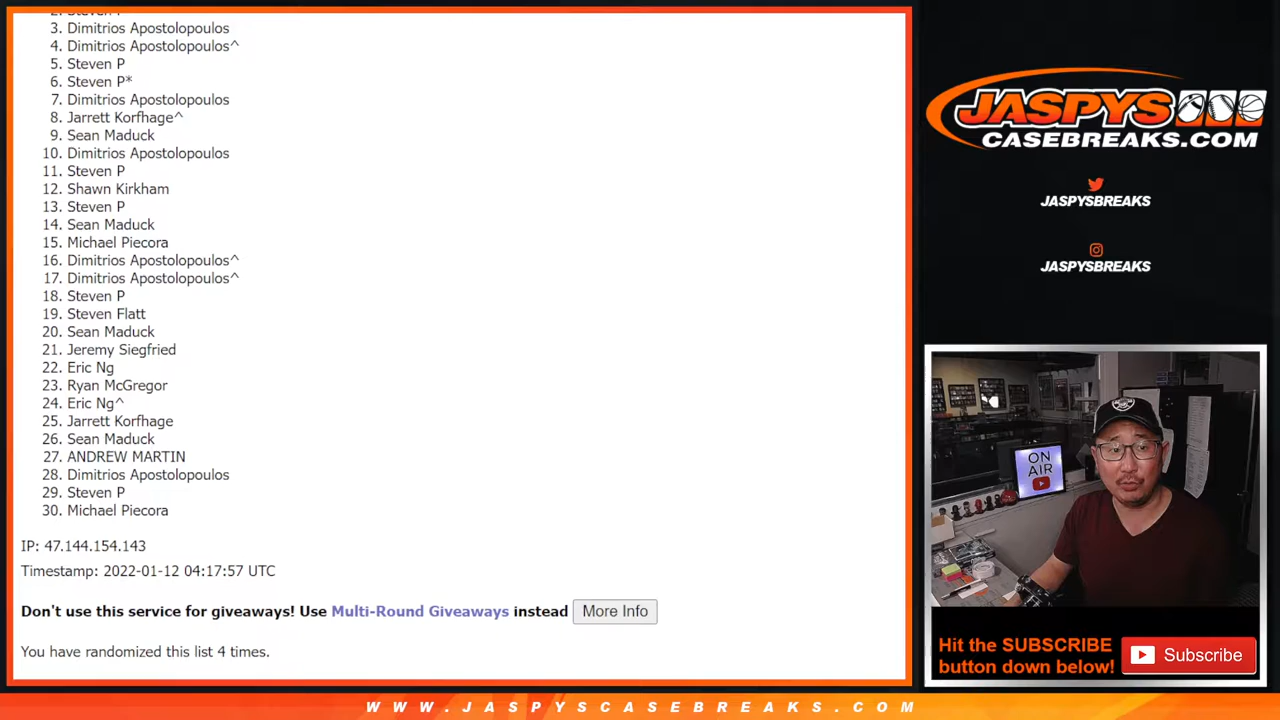 2. Steven P
3. Dimitrios Apostolopoulos
4. Dimitrios Apostolopoulos^
5. Steven P
6. Steven P*
7. Dimitrios Apostolopoulos
8. Jarrett Korfhage^
9. Sean Maduck
10. Dimitrios Apostolopoulos
11. Steven P
12. Shawn Kirkham
13. Steven P
14. Sean Maduck
15. Michael Piecora
16. Dimitrios Apostolopoulos^
17. Dimitrios Apostolopoulos^
18. Steven P
19. Steven Flatt
20. Sean Maduck
21. Jeremy Siegfried
22. Eric Ng
23. Ryan McGregor
24. Eric Ng^
25. Jarrett Korfhage
26. Sean Maduck
27. ANDREW MARTIN
28. Dimitrios Apostolopoulos
29. Steven P
30. Michael Piecora
IP: 47.144.154.143
Timestamp: 2022-01-12 04:17:57 UTC
Don't use this service for giveaways! Use Multi-Round Giveaways instead More Info
You have randomized this list 4 times.
JASPYS
CASEBREAKS.COM
JASPYSBREAKS
JASPYSBREAKS
ON
AIR
Hit the SUBSCRIBE
button down below!
Subscribe
WWW.JASPYSCASEBREAKS.COM